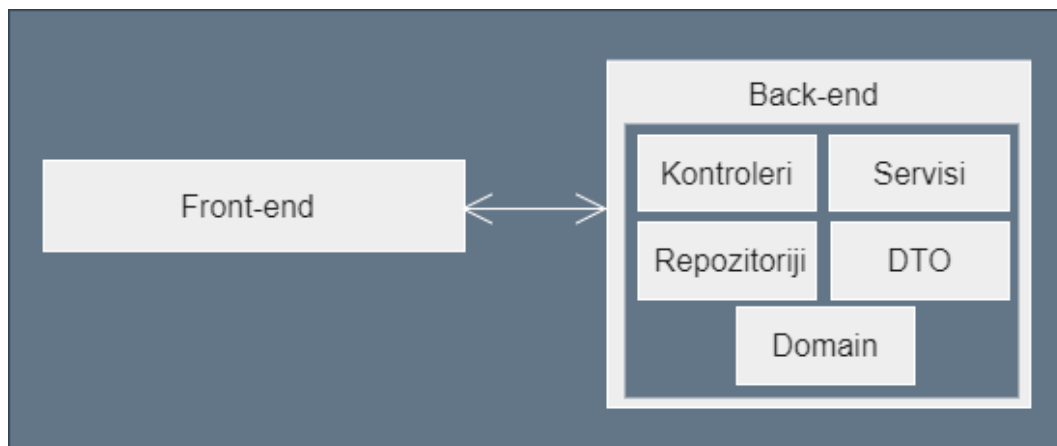 Back-end
Front-end
Kontroleri
Servisi
Repozitoriji
DTO
Domain